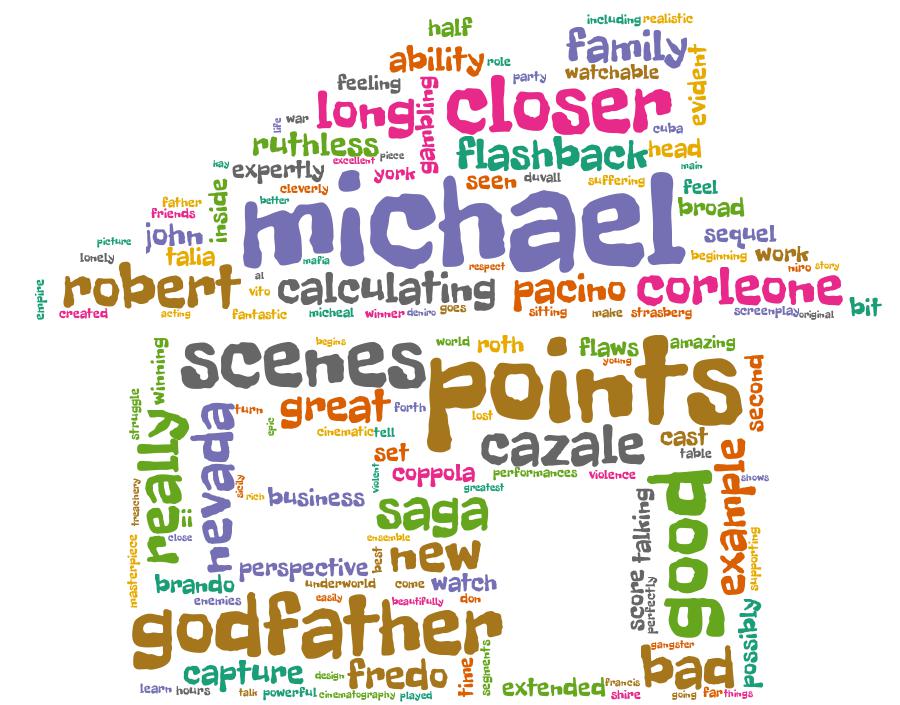 half
including realistic
ability role
family
feeling
party
watchable
evident
long
gambling
closer
life
war
cuba
ruthless
flashback
head
kay
expertly
excellent
piece
york
seen
duvall
suffering
main
cleverly
better
father
friends
inside
michael
feel
broad
picture
john
sequel
lonely
talia
mafia
respect
beginning
work
niro
story
empire
robert
al
vito
calculating
pacino
corleone
bit
created
acting
fantastic
micheal
winner
deniro
goes
sitting
make
strasberg
screenplay
original
winning
scenes
begins
world
roth
flaws
young
amazing
points
second
struggle
really
nevada
turn
epic
great
forth
lost
cinematic
tell
cazale
cast
table
set
coppola
performances
violence
greatest
violent
shows
treachery
ii
close
sicily
rich
business
saga
example
good
talking
score
perfectly
masterpiece
ensemble
best
new
supporting
brando
perspective
underworld
come
watch
enemies
easily
beautifully
don
godfather
possibly
gangster
bad
capture
design
fredo
time
segments
extended
francis
shire
learn
hours
talk
powerful
cinematography
played
going
far
things